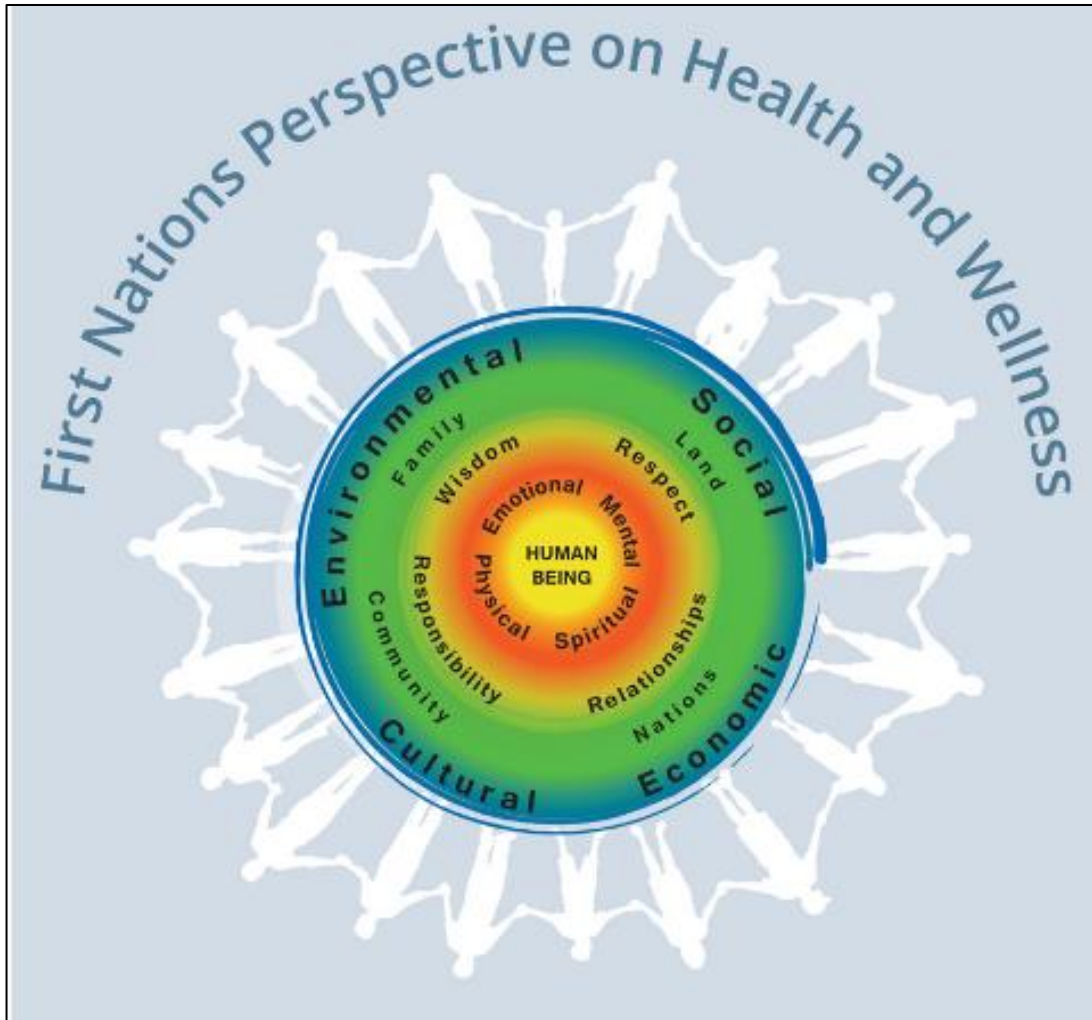 First Nations Perspective on Health and Wellness
Environmental
Social
Cultural
Economic
Family
Land
Community
Nations
Wisdom
Respect
Responsibility
Relationships
Emotional
Mental
Physical
Spiritual
HUMAN
BEING